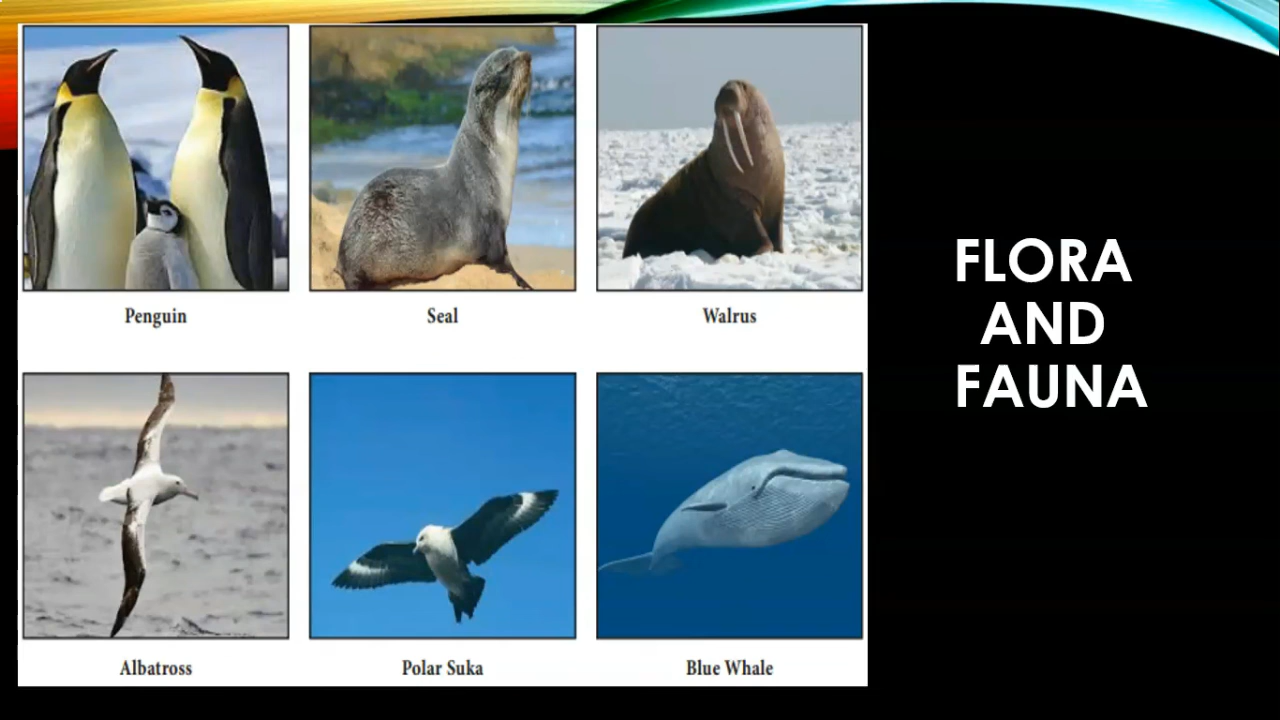 Penguin
Seal
Walrus
FLORA
AND
FAUNA
Albatross
Polar Suka
Blue Whale